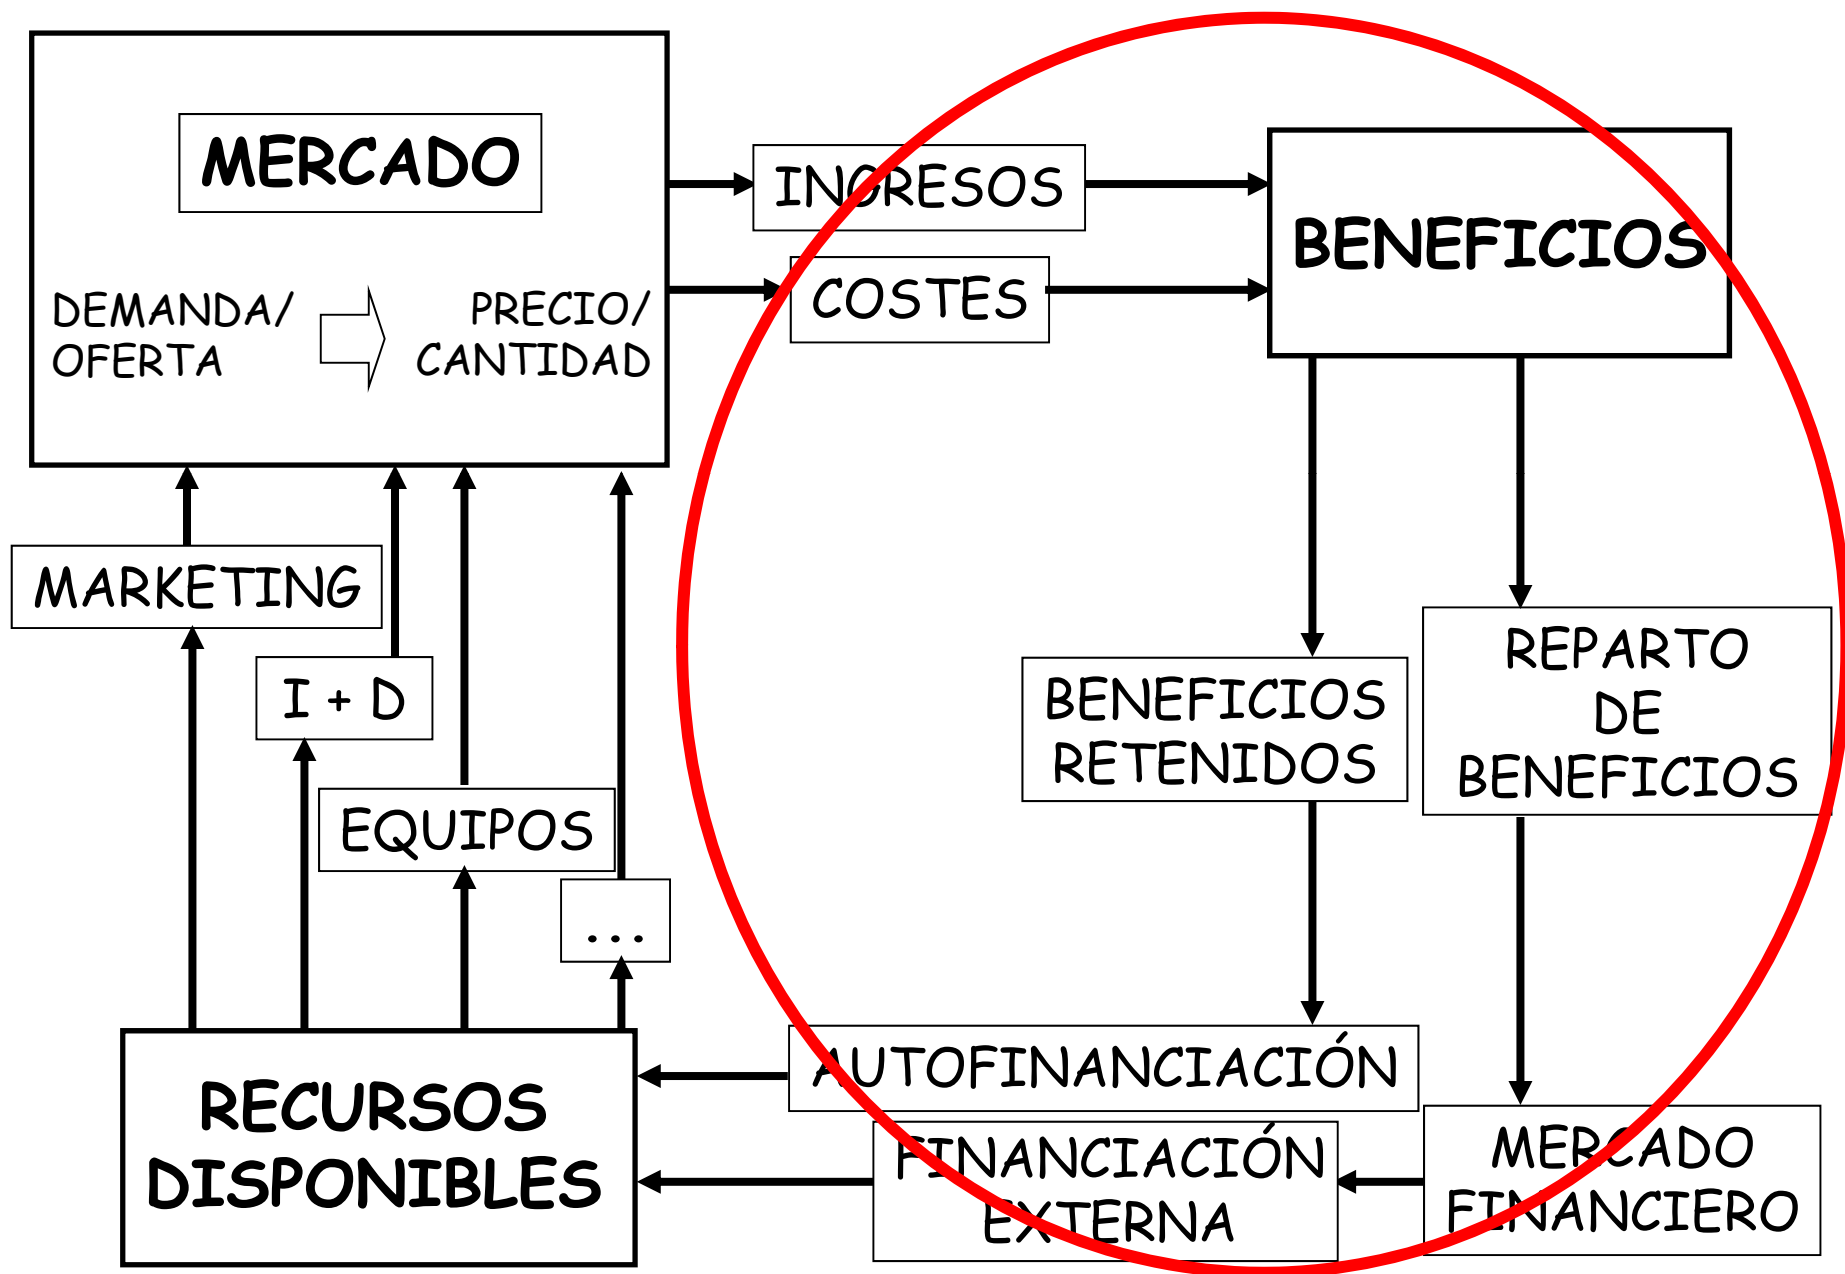 MERCADO
DEMANDA/
OFERTA
PRECIO/
CANTIDAD
INGRESOS
COSTES
BENEFICIOS
MARKETING
I + D
EQUIPOS
...
BENEFICIOS
RETENIDOS
REPARTO
DE
BENEFICIOS
RECURSOS
DISPONIBLES
AUTOFINANCIACIÓN
FINANCIACIÓN
EXTERNA
MERCADO
FINANCIERO